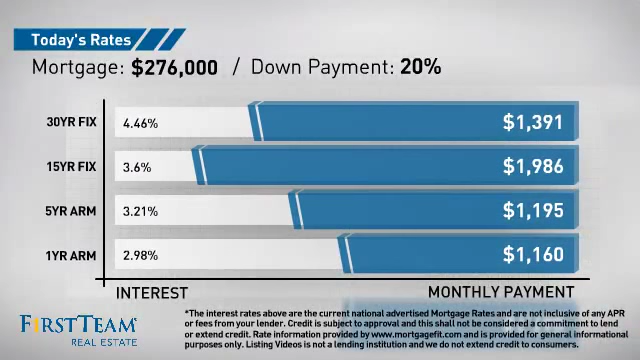 Today's Rates
Mortgage: $276,000 / Down Payment: 20%
30YR FIX 4.46% $1,391
15YR FIX 3.6% $1,986
5YR ARM 3.21% $1,195
1YR ARM 2.98% $1,160
INTEREST MONTHLY PAYMENT
FIRSTTEAM®
REAL ESTATE
*The interest rates above are the current national advertised Mortgage Rates and are not inclusive of any APR
or fees from your lender. Credit is subject to approval and this shall not be considered a commitment to lend
or extend credit. Rate information provided by www.mortgagefit.com and is provided for general informational
purposes only. Listing Videos is not a lending institution and we do not extend credit to consumers.